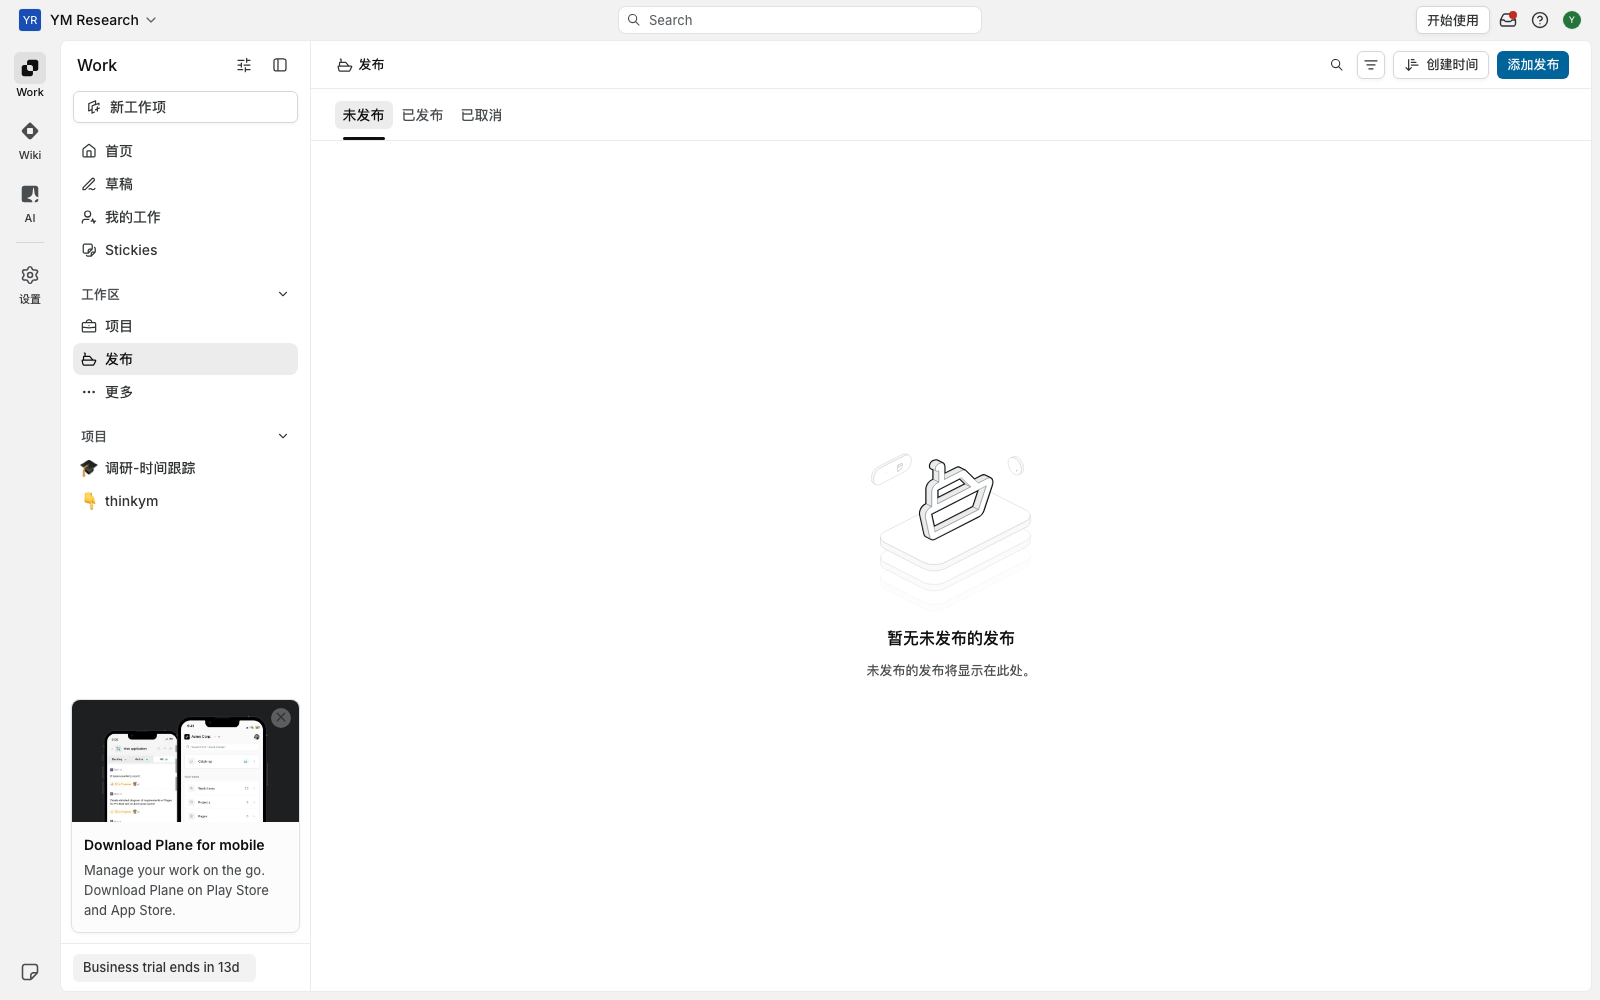 YR YM Research
Search
开始使用
Y
Work
Wiki
AI
设置
Work
新工作项
首页
草稿
我的工作
Stickies
工作区
项目
发布
更多
项目
调研-时间跟踪
thinkym
Download Plane for mobile
Manage your work on the go.
Download Plane on Play Store
and App Store.
Business trial ends in 13d
发布
创建时间
添加发布
未发布
已发布
已取消
暂无未发布的发布
未发布的发布将显示在此处。